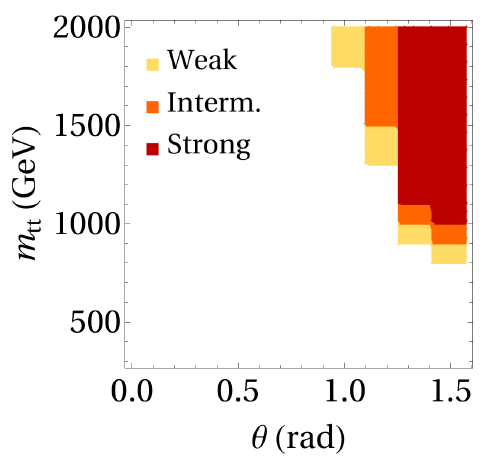 2000
Weak
Interm.
1500
Strong
m_tt (GeV)
1000
500
0.0 0.5 1.0 1.5
θ (rad)